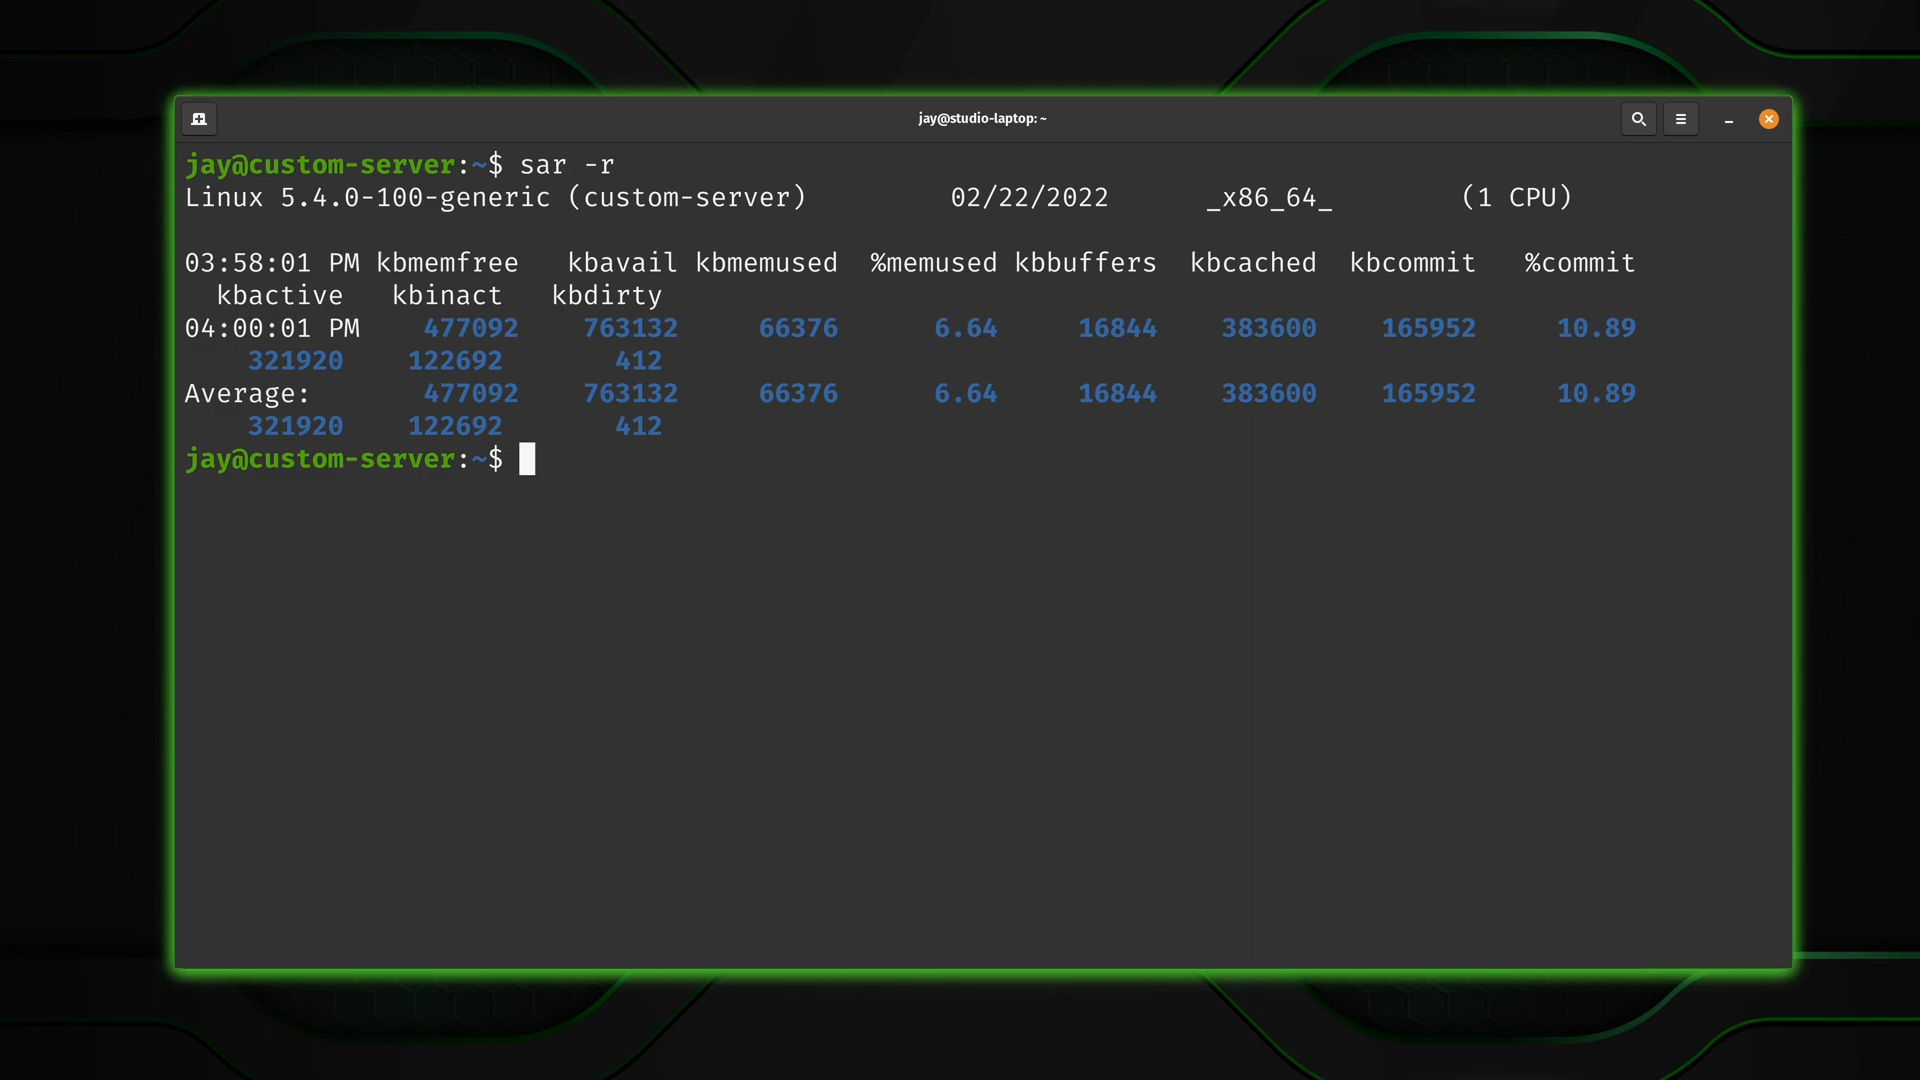 jay@studio-laptop: ~
jay@custom-server:~$ sar -r
Linux 5.4.0-100-generic (custom-server) 02/22/2022 _x86_64_ (1 CPU)
03:58:01 PM kbmemfree kbavail kbmemused %memused kbbuffers kbcached kbcommit %commit
kbactive kbinact kbdirty
04:00:01 PM 477092 763132 66376 6.64 16844 383600 165952 10.89
321920 122692 412
Average: 477092 763132 66376 6.64 16844 383600 165952 10.89
321920 122692 412
jay@custom-server:~$